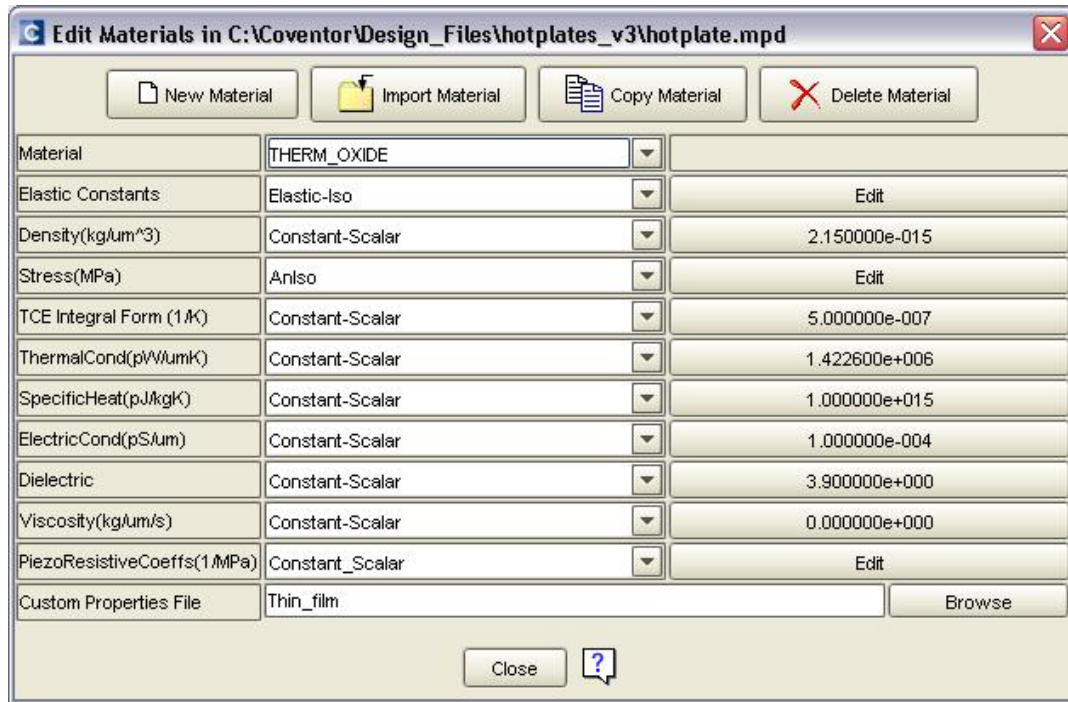 Edit Materials in C:\Coventor\Design_Files\hotplates_v3\hotplate.mpd
New Material Import Material Copy Material Delete Material
Material THERM_OXIDE
Elastic Constants Elastic-Iso Edit
Density(kg/um^3) Constant-Scalar 2.150000e-015
Stress(MPa) AnIso Edit
TCE Integral Form (1/K) Constant-Scalar 5.000000e-007
ThermalCond(pW/umK) Constant-Scalar 1.422600e+006
SpecificHeat(pJ/kgK) Constant-Scalar 1.000000e+015
ElectricCond(pS/um) Constant-Scalar 1.000000e-004
Dielectric Constant-Scalar 3.900000e+000
Viscosity(kg/um/s) Constant-Scalar 0.000000e+000
PiezoResistiveCoeffs(1/MPa) Constant_Scalar Edit
Custom Properties File Thin_film Browse
Close ?